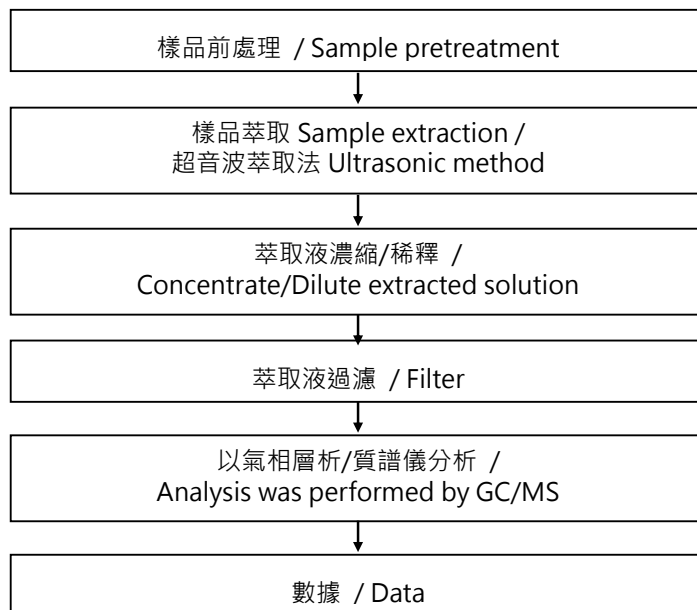 樣品前處理 / Sample pretreatment
樣品萃取 Sample extraction /
超音波萃取法 Ultrasonic method
萃取液濃縮/稀釋 /
Concentrate/Dilute extracted solution
萃取液過濾 / Filter
以氣相層析/質譜儀分析 /
Analysis was performed by GC/MS
數據 / Data